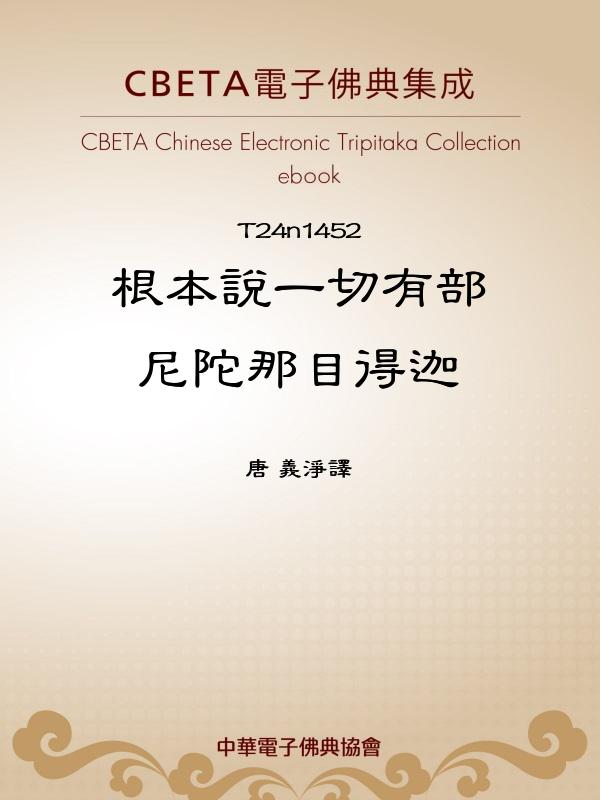 CBETA電子佛典集成
CBETA Chinese Electronic Tripitaka Collection
ebook
T24n1452
根本說一切有部
尼陀那目得迦
唐 義淨譯
中華電子佛典協會